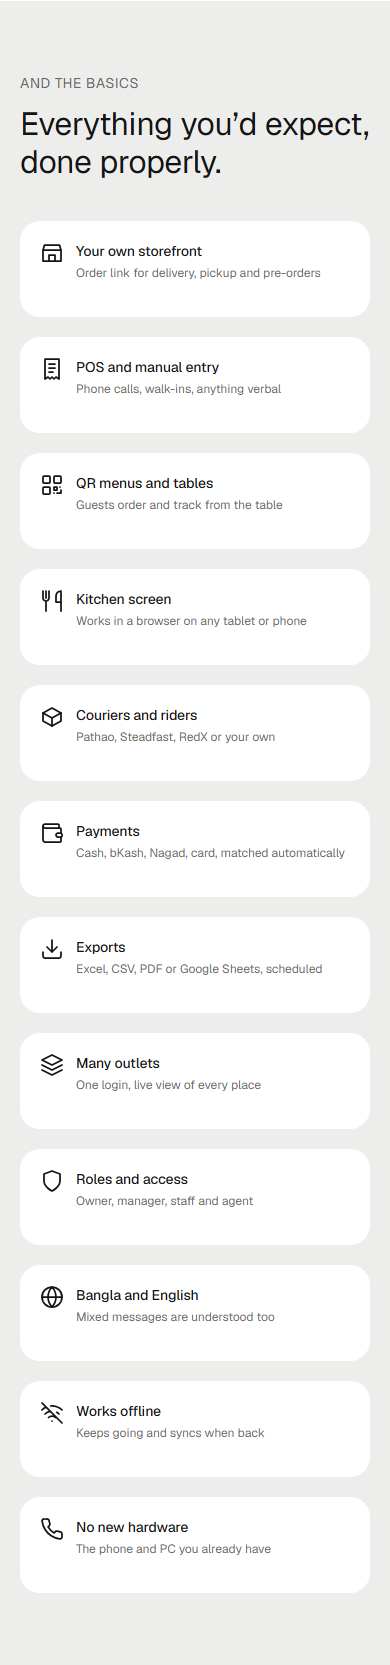 AND THE BASICS
Everything you’d expect,
done properly.
Your own storefront
Order link for delivery, pickup and pre-orders
POS and manual entry
Phone calls, walk-ins, anything verbal
QR menus and tables
Guests order and track from the table
Kitchen screen
Works in a browser on any tablet or phone
Couriers and riders
Pathao, Steadfast, RedX or your own
Payments
Cash, bKash, Nagad, card, matched automatically
Exports
Excel, CSV, PDF or Google Sheets, scheduled
Many outlets
One login, live view of every place
Roles and access
Owner, manager, staff and agent
Bangla and English
Mixed messages are understood too
Works offline
Keeps going and syncs when back
No new hardware
The phone and PC you already have